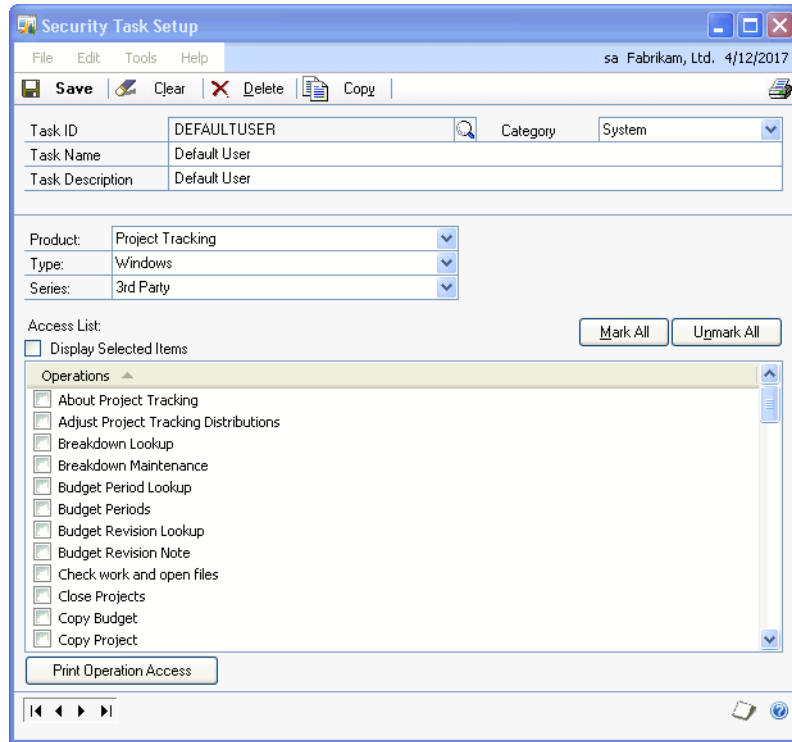 Security Task Setup
File Edit Tools Help sa Fabrikam, Ltd. 4/12/2017
Save Clear Delete Copy
Task ID DEFAULTUSER Category System
Task Name Default User
Task Description Default User
Product: Project Tracking
Type: Windows
Series: 3rd Party
Access List:
Mark All Unmark All
Display Selected Items
Operations
About Project Tracking
Adjust Project Tracking Distributions
Breakdown Lookup
Breakdown Maintenance
Budget Period Lookup
Budget Periods
Budget Revision Lookup
Budget Revision Note
Check work and open files
Close Projects
Copy Budget
Copy Project
Print Operation Access